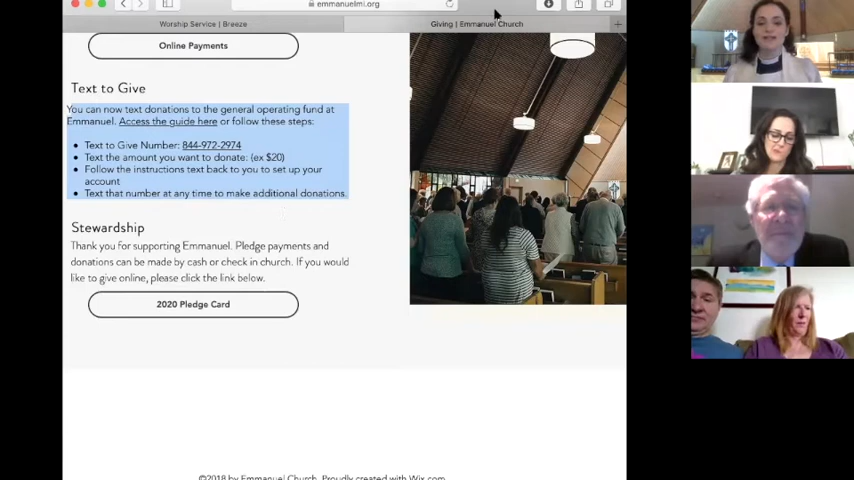 emmanuelmi.org
Worship Service | Breeze
Giving | Emmanuel Church
Online Payments
Text to Give
You can now text donations to the general operating fund at
Emmanuel. Access the guide here or follow these steps:
Text to Give Number: 844-972-2974
Text the amount you want to donate: (ex $20)
Follow the instructions text back to you to set up your
account
Text that number at any time to make additional donations.
Stewardship
Thank you for supporting Emmanuel. Pledge payments and
donations can be made by cash or check in church. If you would
like to give online, please click the link below.
2020 Pledge Card
©2018 by Emmanuel Church. Proudly created with Wix.com